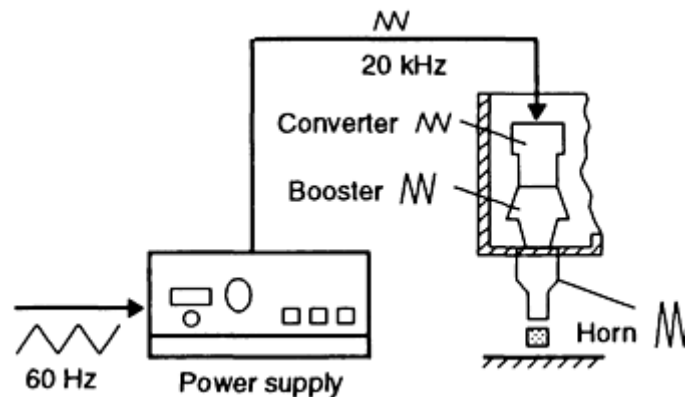 20 kHz
Converter
Booster
Horn
60 Hz
Power supply